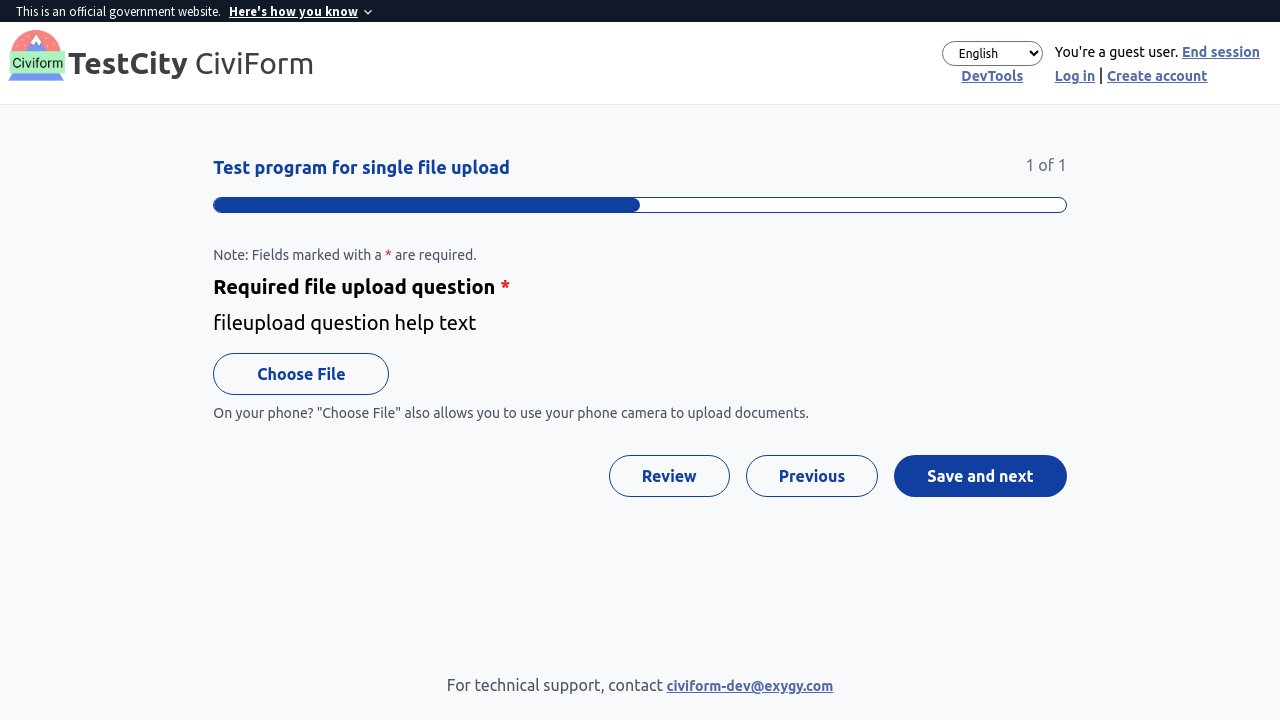 This is an official government website. Here's how you know
Civiform
TestCity CiviForm
English
You're a guest user. End session
DevTools
Log in | Create account
Test program for single file upload
1 of 1
Note: Fields marked with a * are required.
Required file upload question *
fileupload question help text
Choose File
On your phone? "Choose File" also allows you to use your phone camera to upload documents.
Review
Previous
Save and next
For technical support, contact civiform-dev@exygy.com